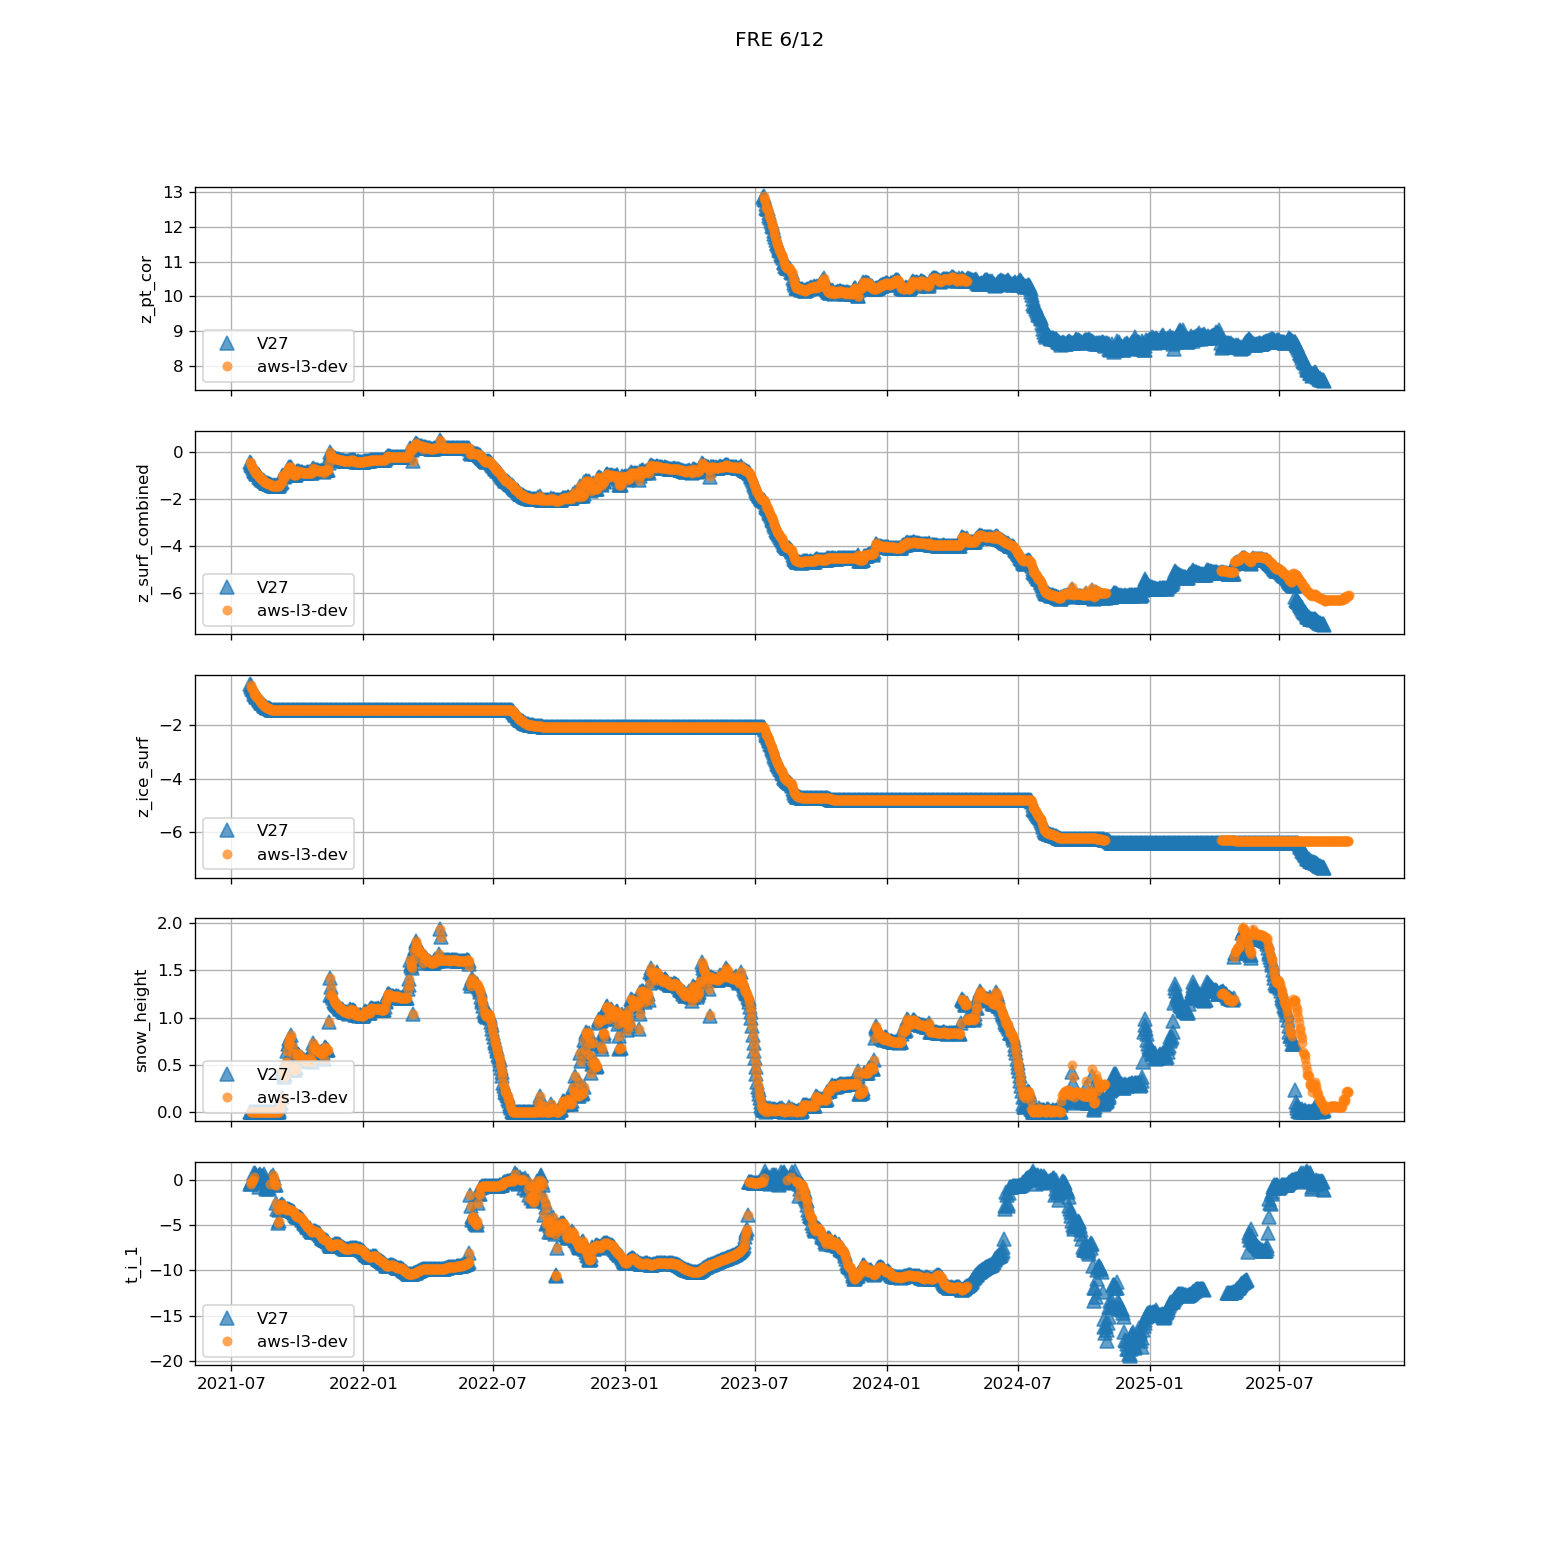 FRE 6/12
z_pt_cor
13
12
11
10
9
8
V27
aws-l3-dev
z_surf_combined
0
−2
−4
−6
V27
aws-l3-dev
z_ice_surf
−2
−4
−6
V27
aws-l3-dev
snow_height
2.0
1.5
1.0
0.5
0.0
V27
aws-l3-dev
t_i_1
0
−5
−10
−15
−20
V27
aws-l3-dev
2021-07 2022-01 2022-07 2023-01 2023-07 2024-01 2024-07 2025-01 2025-07